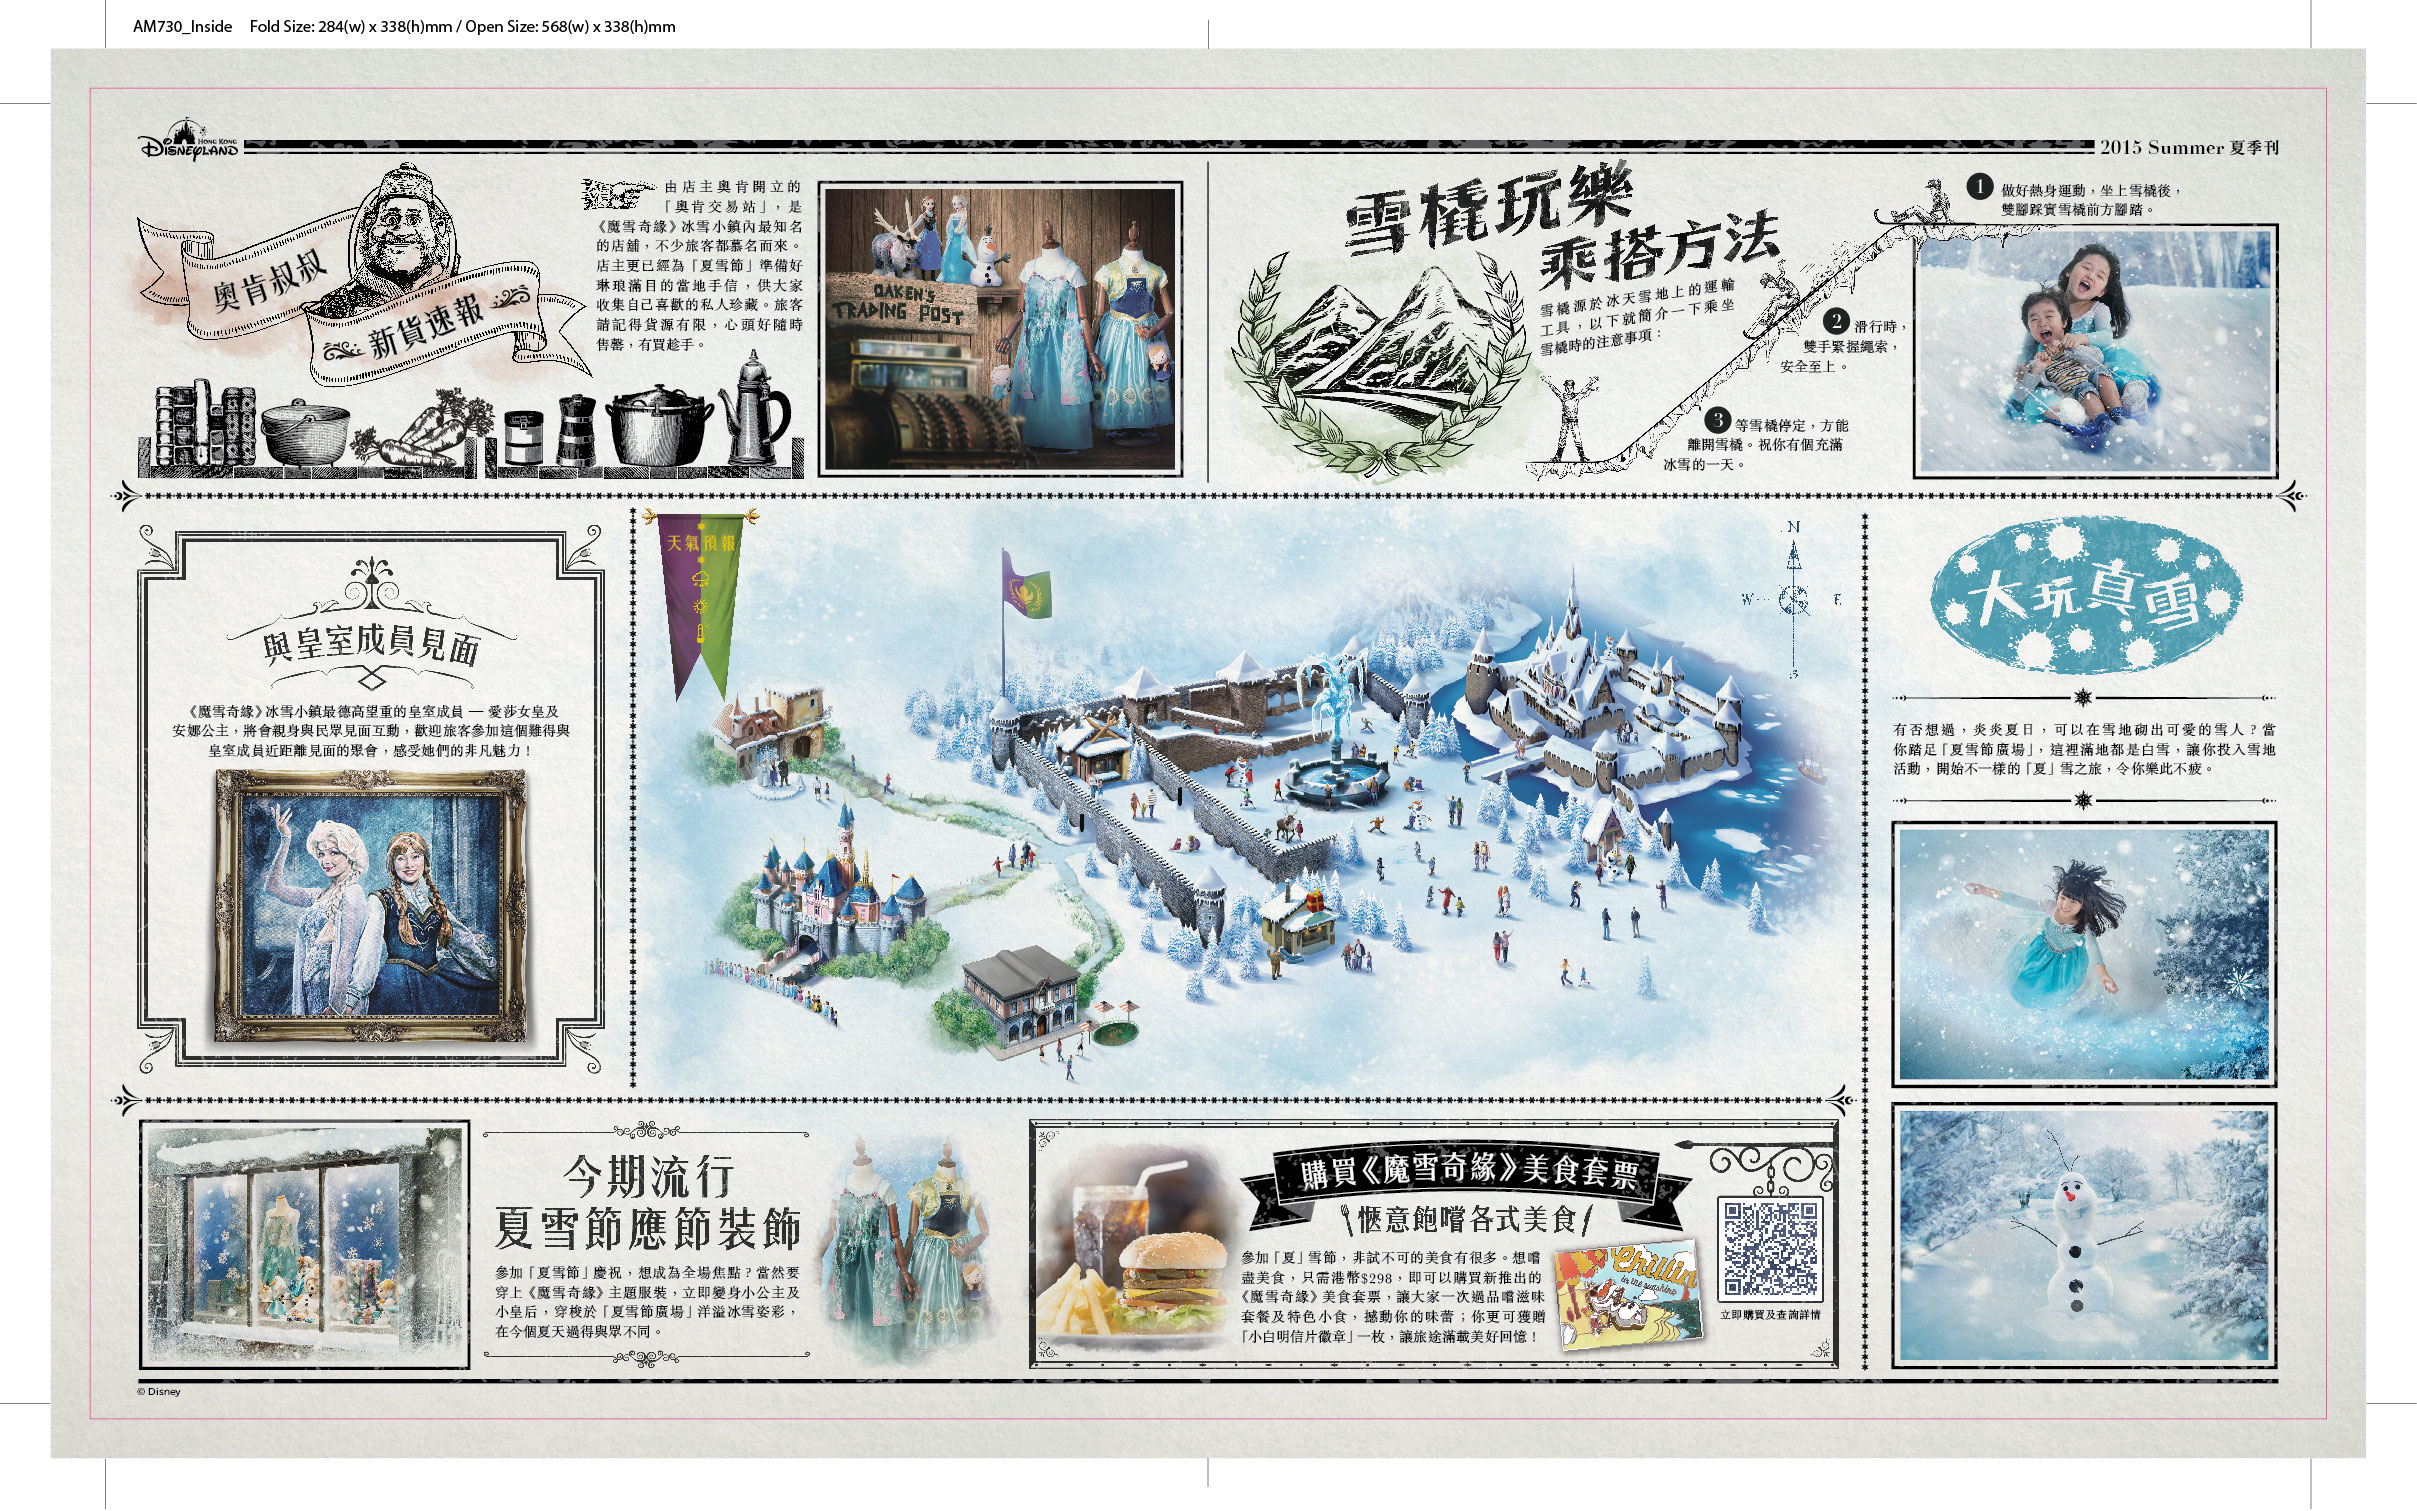 AM730_Inside Fold Size: 284(w) x 338(h)mm / Open Size: 568(w) x 338(h)mm
HONG KONG
DISNEYLAND
2015 Summer 夏季刊
奧肯叔叔
新貨速報
由店主奧肯開立的
「奧肯交易站」，是
《魔雪奇緣》冰雪小鎮內最知名
的店舖，不少旅客都慕名而來。
店主更已經為「夏雪節」準備好
琳琅滿目的當地手信，供大家
收集自己喜歡的私人珍藏。旅客
請記得貨源有限，心頭好隨時
售罄，有買趁手。
OAKEN'S
TRADING POST
雪橇玩樂
乘搭方法
雪橇源於冰天雪地上的運輸
工具，以下就簡介一下乘坐
雪橇時的注意事項：
1 做好熱身運動，坐上雪橇後，
雙腳踩實雪橇前方腳踏。
2 滑行時，
雙手緊握繩索，
安全至上。
3 等雪橇停定，方能
離開雪橇。祝你有個充滿
冰雪的一天。
與皇室成員見面
《魔雪奇緣》冰雪小鎮最德高望重的皇室成員 — 愛莎女皇及
安娜公主，將會親身與民眾見面互動，歡迎旅客參加這個難得與
皇室成員近距離見面的聚會，感受她們的非凡魅力！
天氣預報
N
W
E
S
大玩真雪
有否想過，炎炎夏日，可以在雪地砌出可愛的雪人？當
你踏足「夏雪節廣場」，這裡滿地都是白雪，讓你投入雪地
活動，開始不一樣的「夏」雪之旅，令你樂此不疲。
今期流行
夏雪節應節裝飾
參加「夏雪節」慶祝，想成為全場焦點？當然要
穿上《魔雪奇緣》主題服裝，立即變身小公主及
小皇后，穿梭於「夏雪節廣場」洋溢冰雪姿彩，
在今個夏天過得與眾不同。
購買《魔雪奇緣》美食套票
愜意飽嚐各式美食
參加「夏」雪節，非試不可的美食有很多。想嚐
盡美食，只需港幣$298，即可以購買新推出的
《魔雪奇緣》美食套票，讓大家一次過品嚐滋味
套餐及特色小食，撼動你的味蕾；你更可獲贈
「小白明信片徽章」一枚，讓旅途滿載美好回憶！
Chillin'
in the sunshine
立即購買及查詢詳情
© Disney